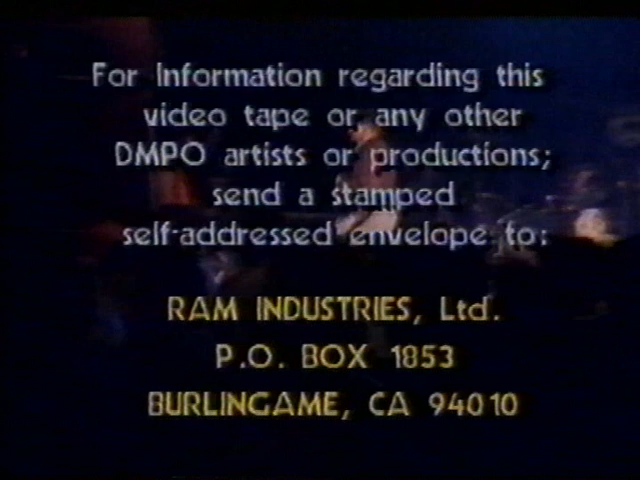 For Information regarding this
video tape or any other
DMPO artists or productions;
send a stamped
self-addressed envelope to:
RAM INDUSTRIES, Ltd.
P.O. BOX 1853
BURLINGAME, CA 94010